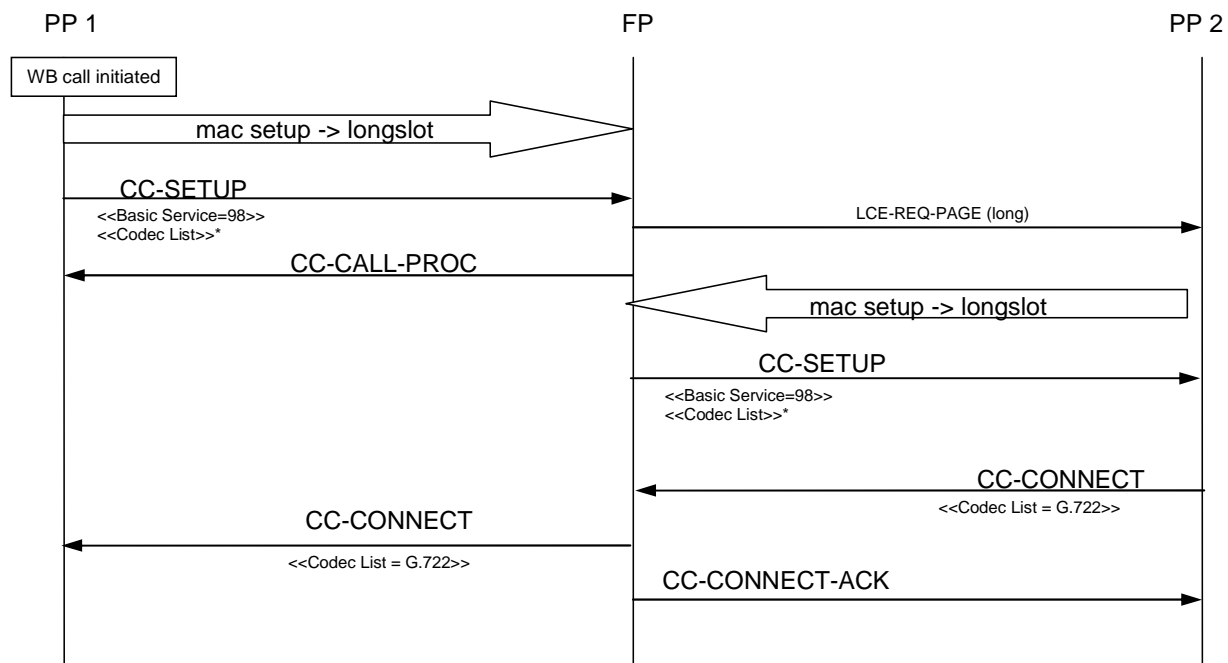 PP 1
FP
PP 2
WB call initiated
mac setup -> longslot
CC-SETUP
<<Basic Service=98>>
<<Codec List>>*
LCE-REQ-PAGE (long)
CC-CALL-PROC
mac setup -> longslot
CC-SETUP
<<Basic Service=98>>
<<Codec List>>*
CC-CONNECT
<<Codec List = G.722>>
CC-CONNECT
<<Codec List = G.722>>
CC-CONNECT-ACK